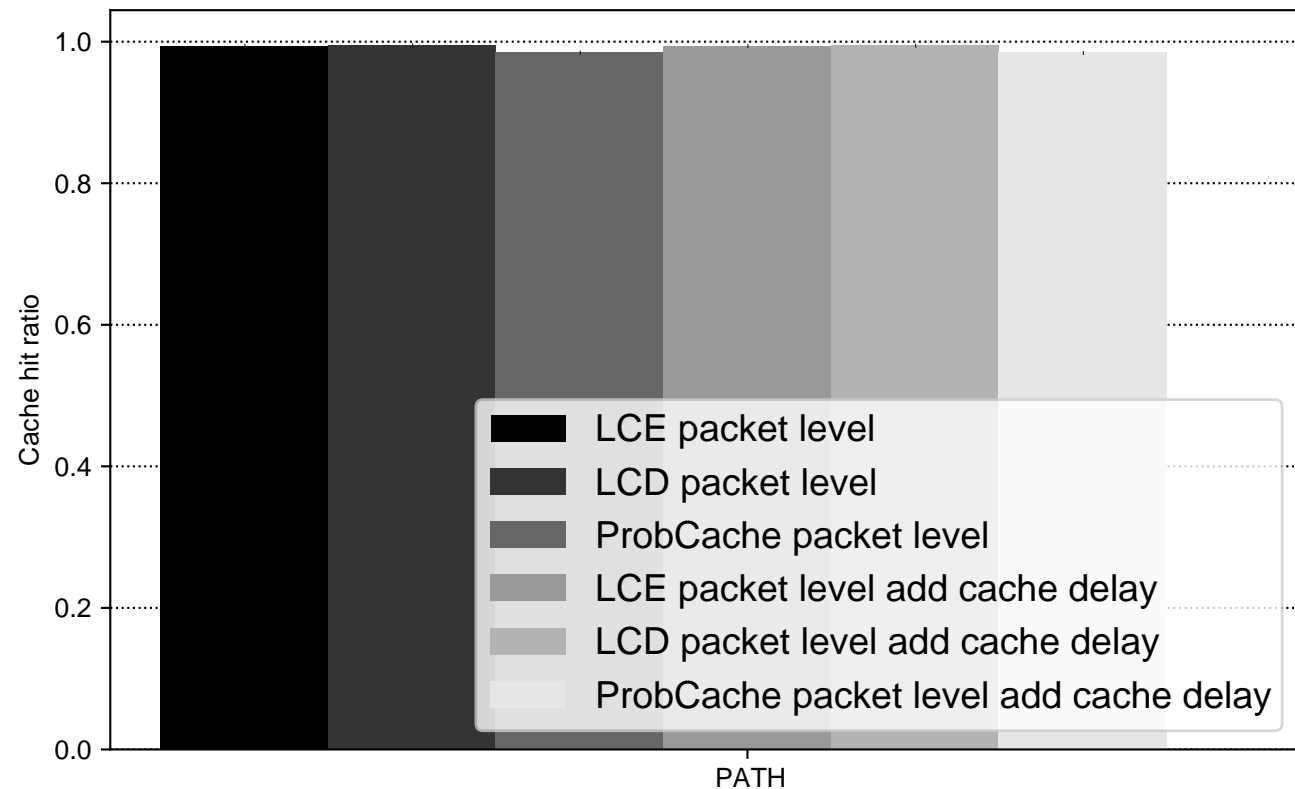 1.0
0.8
0.6
0.4
0.2
0.0
Cache hit ratio
LCE packet level
LCD packet level
ProbCache packet level
LCE packet level add cache delay
LCD packet level add cache delay
ProbCache packet level add cache delay
PATH